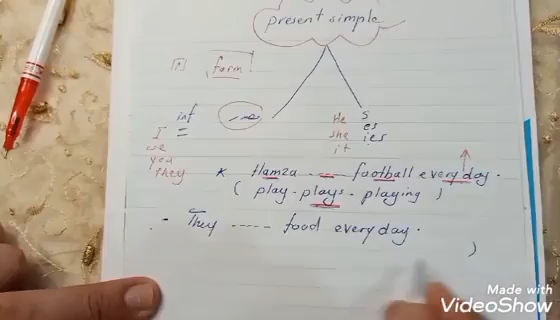 present simple
[1] form
inf
I =
we
you
they
He
she
it
s
es
ies
* Hamza ---- football everyday.
( play - plays - playing )
- They ----- food everyday.
)
Made with
VideoShow